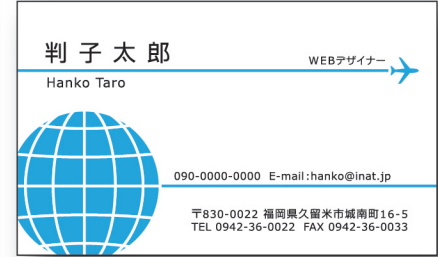 判子太郎
WEBデザイナー
Hanko Taro
090-0000-0000 E-mail:hanko@inat.jp
〒830-0022 福岡県久留米市城南町16-5
TEL 0942-36-0022 FAX 0942-36-0033